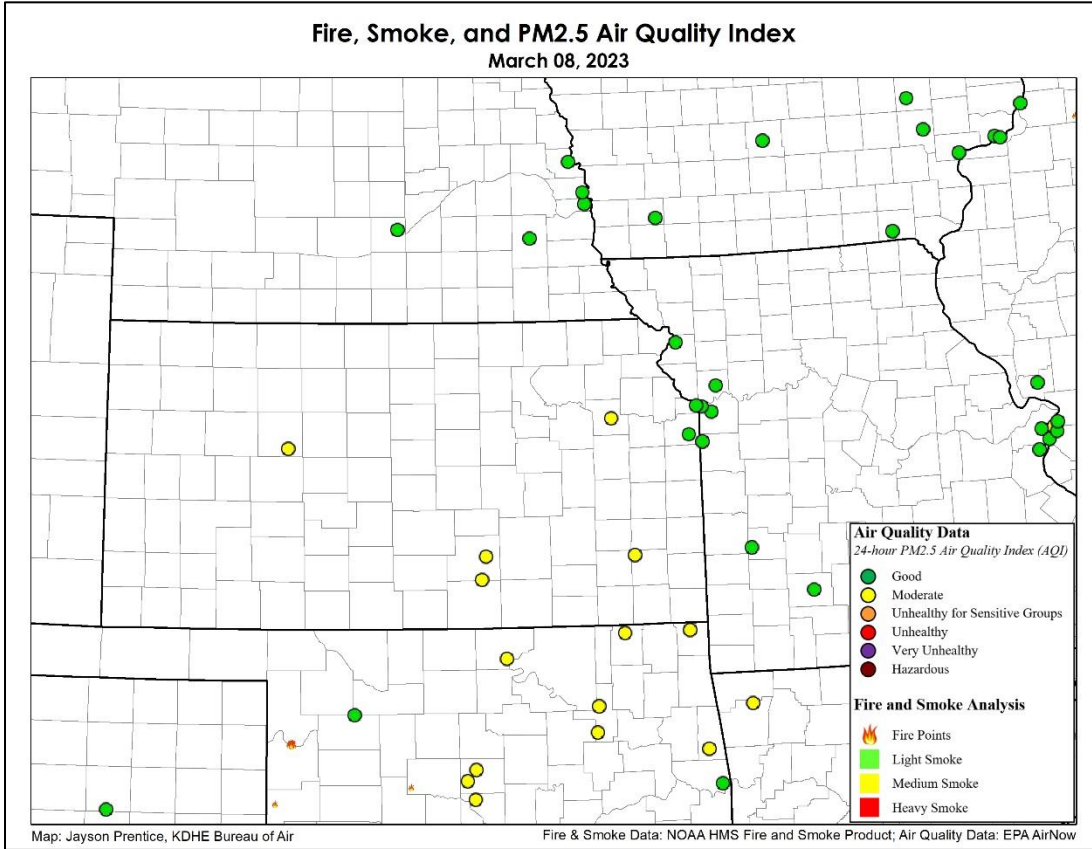 Fire, Smoke, and PM2.5 Air Quality Index
March 08, 2023
Air Quality Data
24-hour PM2.5 Air Quality Index (AQI)
Good
Moderate
Unhealthy for Sensitive Groups
Unhealthy
Very Unhealthy
Hazardous
Fire and Smoke Analysis
Fire Points
Light Smoke
Medium Smoke
Heavy Smoke
Map: Jayson Prentice, KDHE Bureau of Air
Fire & Smoke Data: NOAA HMS Fire and Smoke Product; Air Quality Data: EPA AirNow